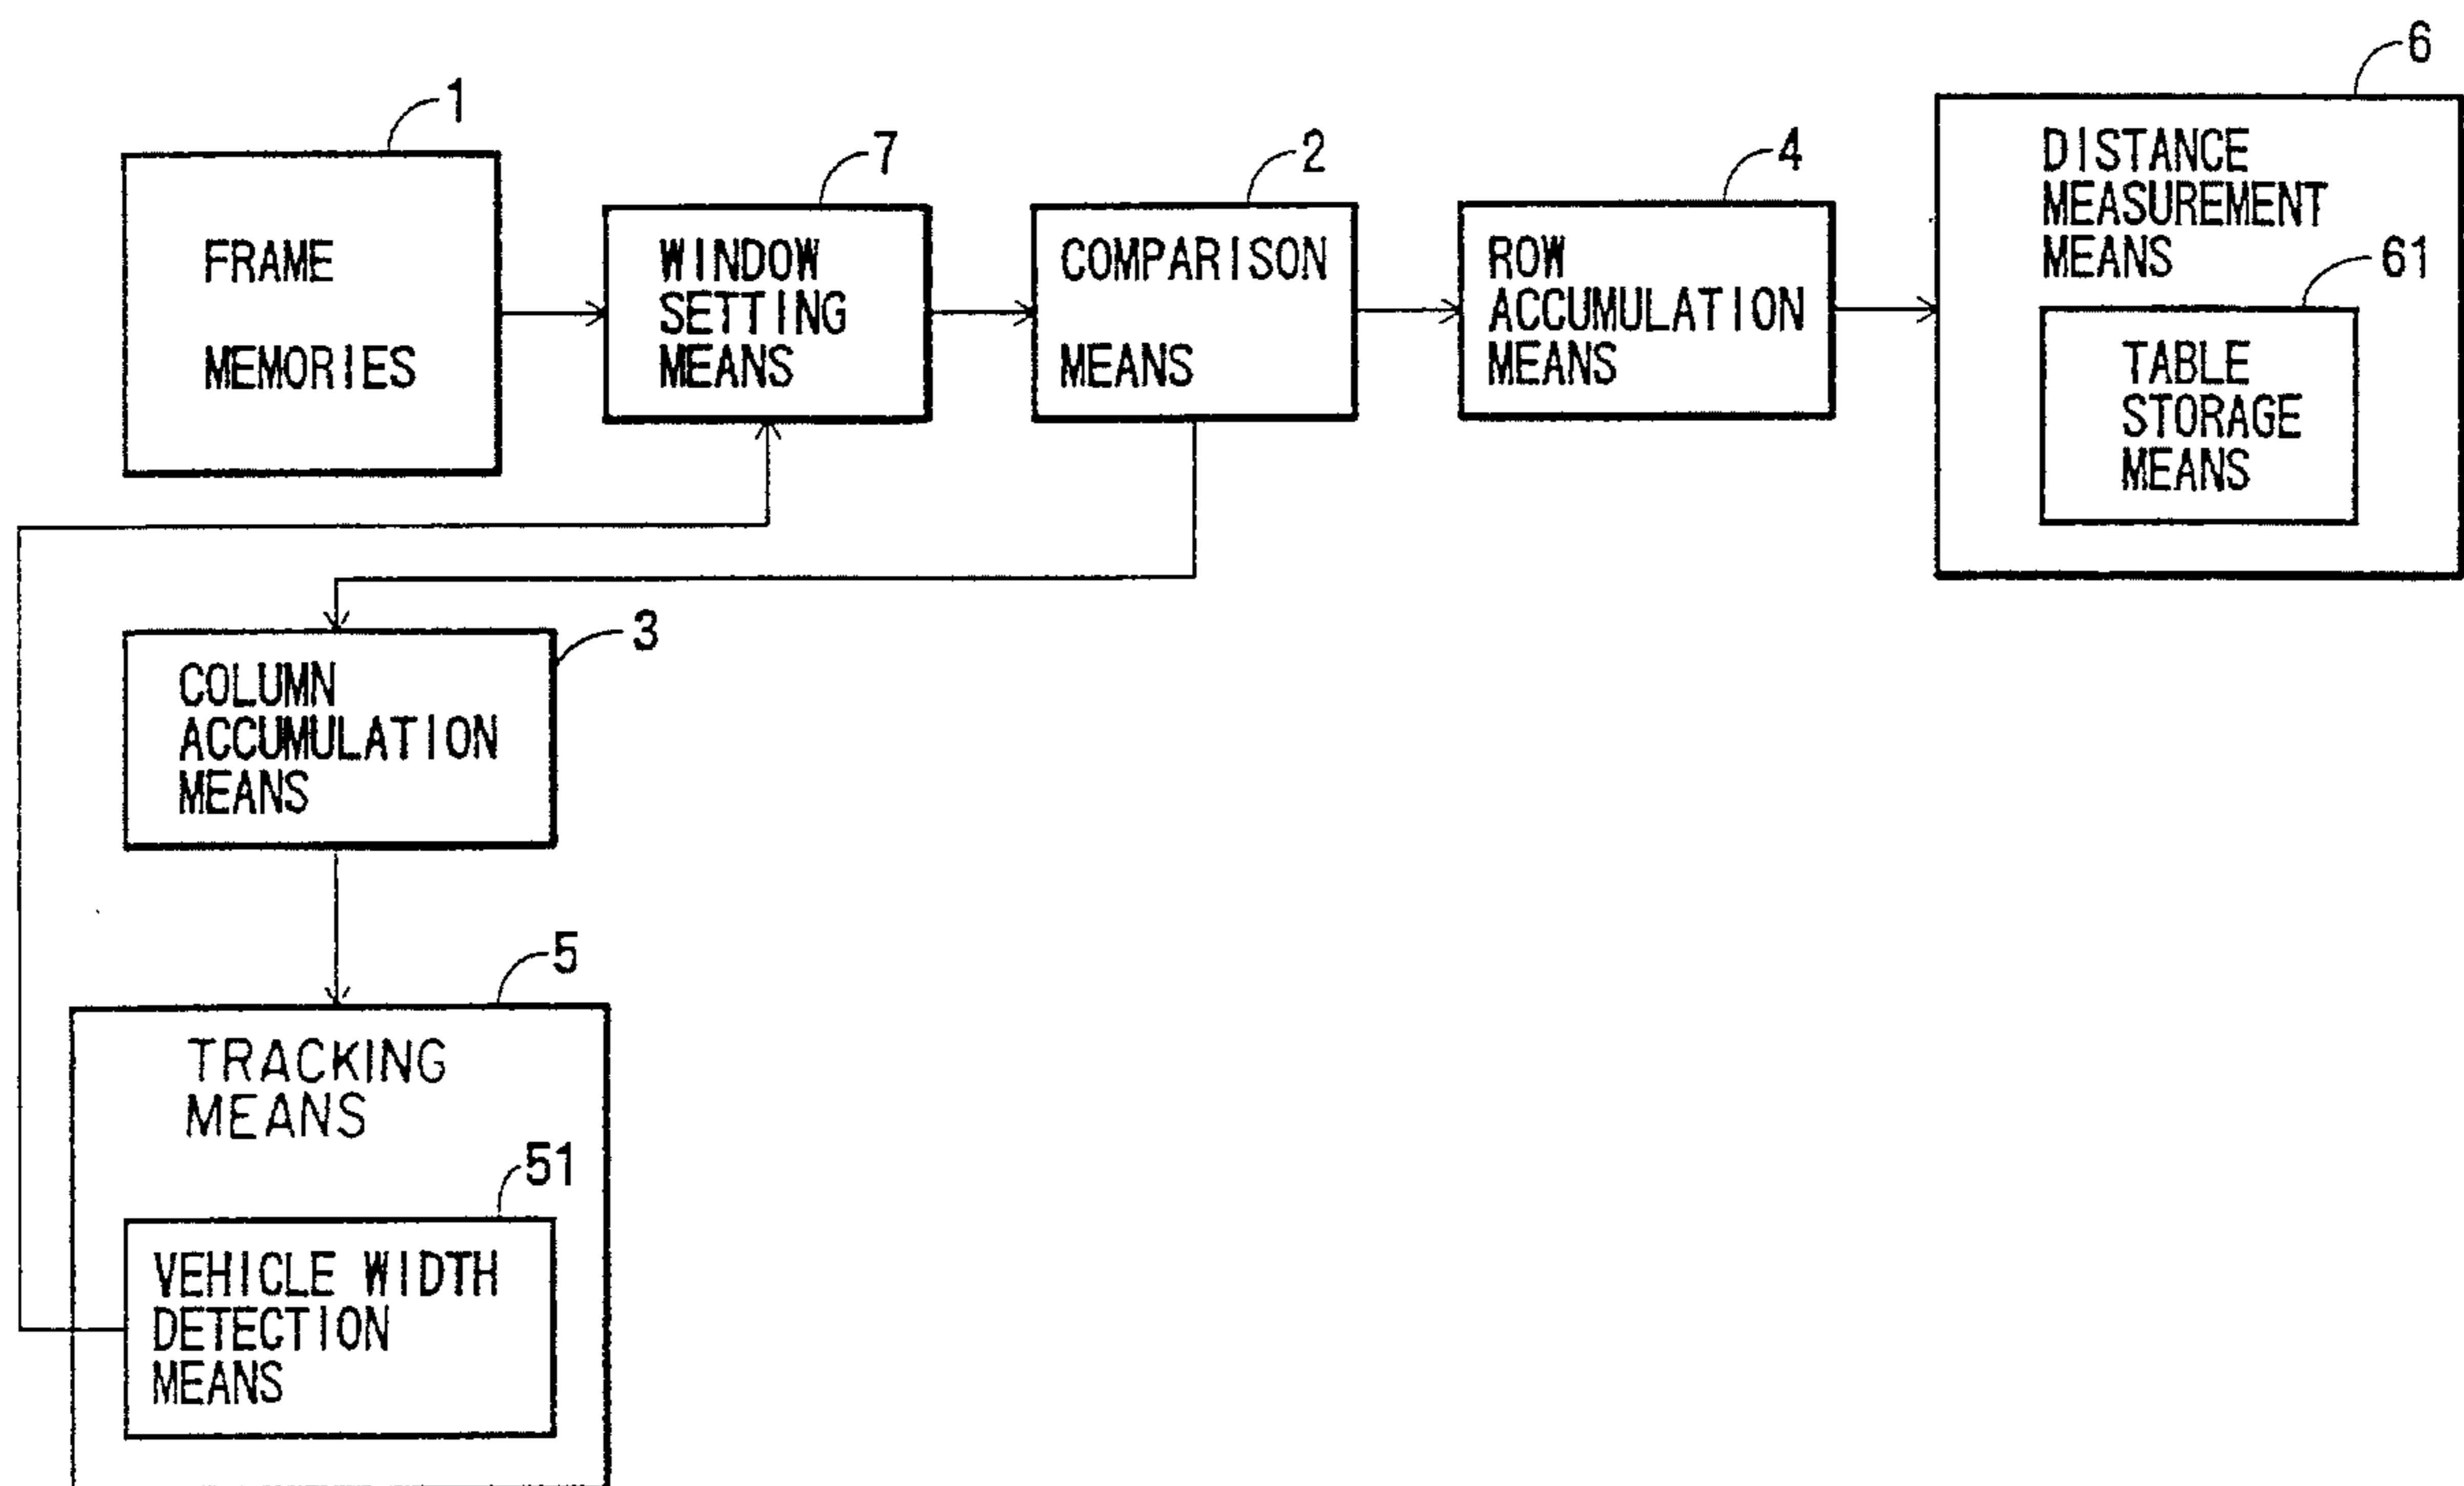 1
FRAME
MEMORIES
7
WINDOW
SETTING
MEANS
2
COMPARISON
MEANS
4
ROW
ACCUMULATION
MEANS
6
DISTANCE
MEASUREMENT
MEANS
61
TABLE
STORAGE
MEANS
3
COLUMN
ACCUMULATION
MEANS
5
TRACKING
MEANS
51
VEHICLE WIDTH
DETECTION
MEANS